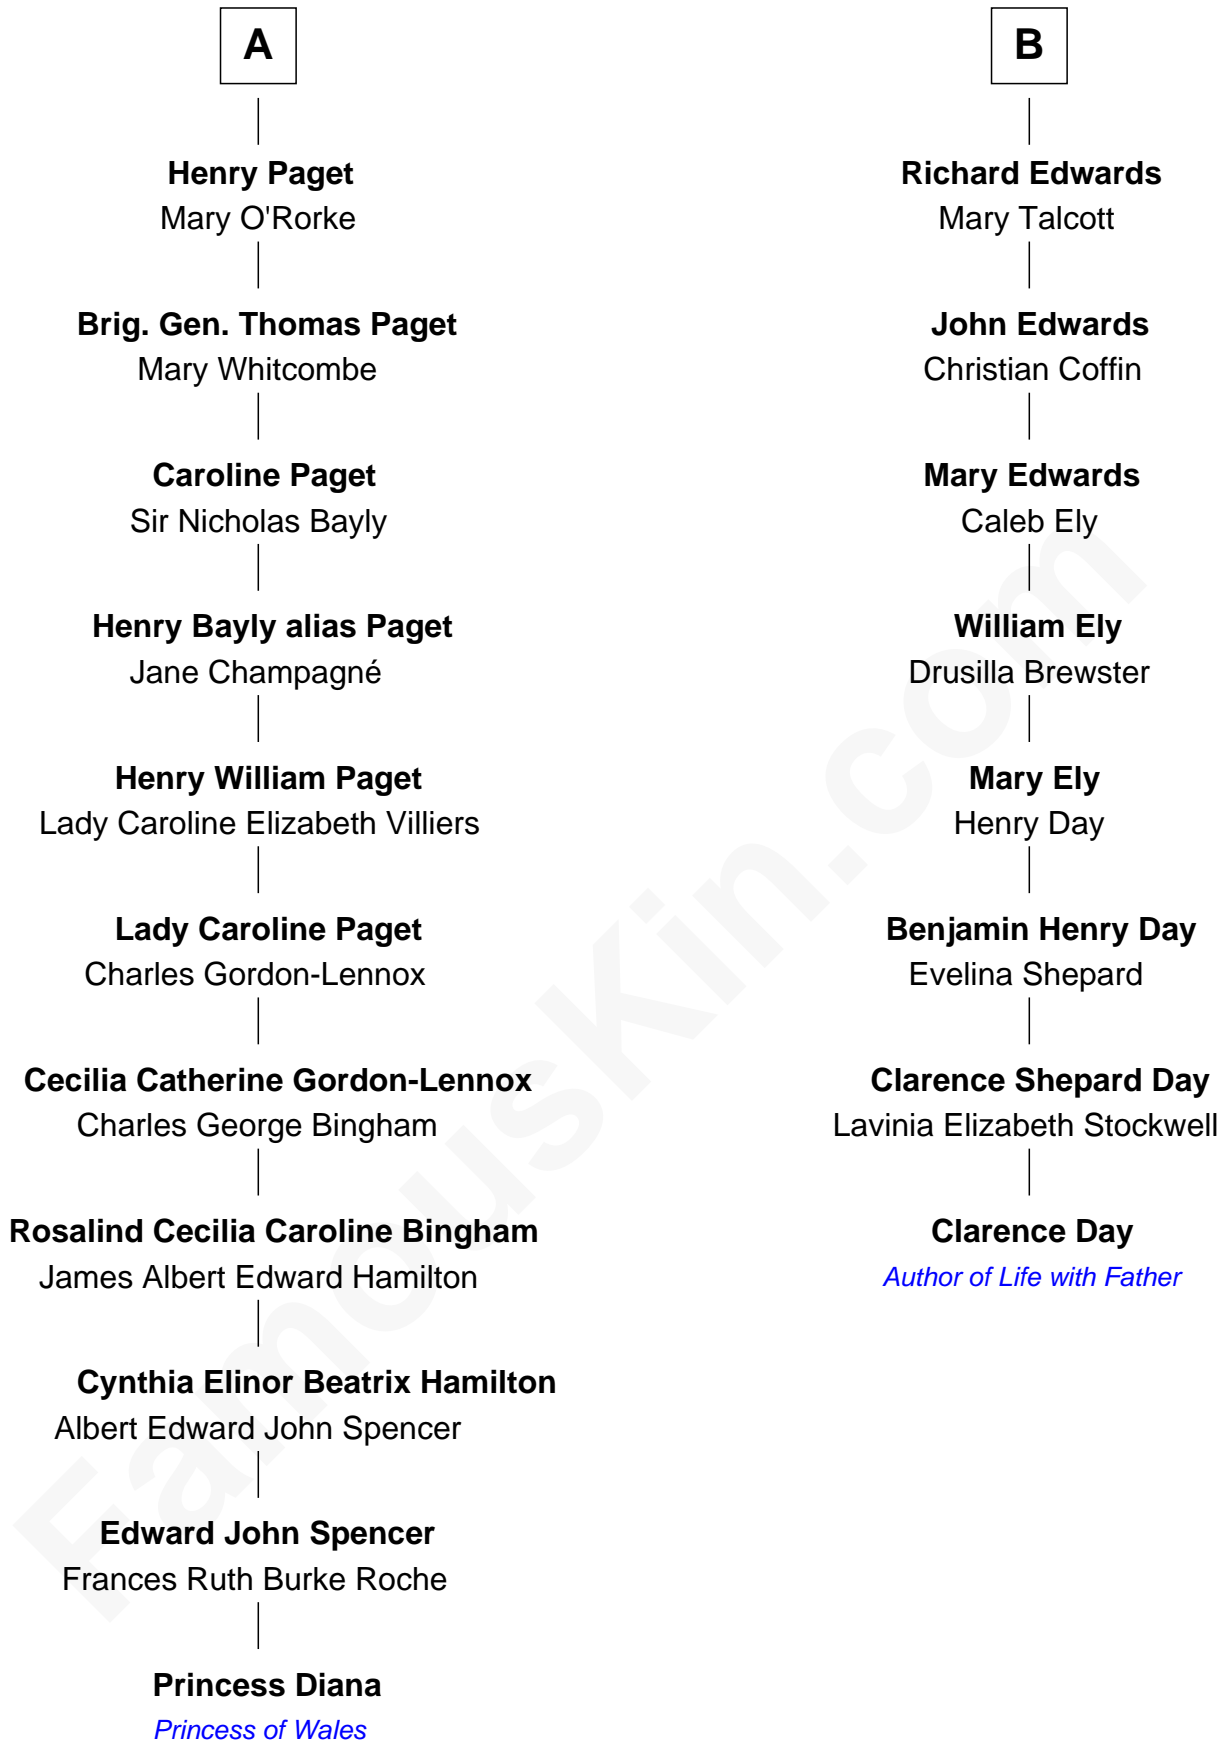 A
Henry Paget
Mary O'Rorke
Brig. Gen. Thomas Paget
Mary Whitcombe
Caroline Paget
Sir Nicholas Bayly
Henry Bayly alias Paget
Jane Champagné
Henry William Paget
Lady Caroline Elizabeth Villiers
Lady Caroline Paget
Charles Gordon-Lennox
Cecilia Catherine Gordon-Lennox
Charles George Bingham
Rosalind Cecilia Caroline Bingham
James Albert Edward Hamilton
Cynthia Elinor Beatrix Hamilton
Albert Edward John Spencer
Edward John Spencer
Frances Ruth Burke Roche
Princess Diana
Princess of Wales
B
Richard Edwards
Mary Talcott
John Edwards
Christian Coffin
Mary Edwards
Caleb Ely
William Ely
Drusilla Brewster
Mary Ely
Henry Day
Benjamin Henry Day
Evelina Shepard
Clarence Shepard Day
Lavinia Elizabeth Stockwell
Clarence Day
Author of Life with Father
FamousKin.com